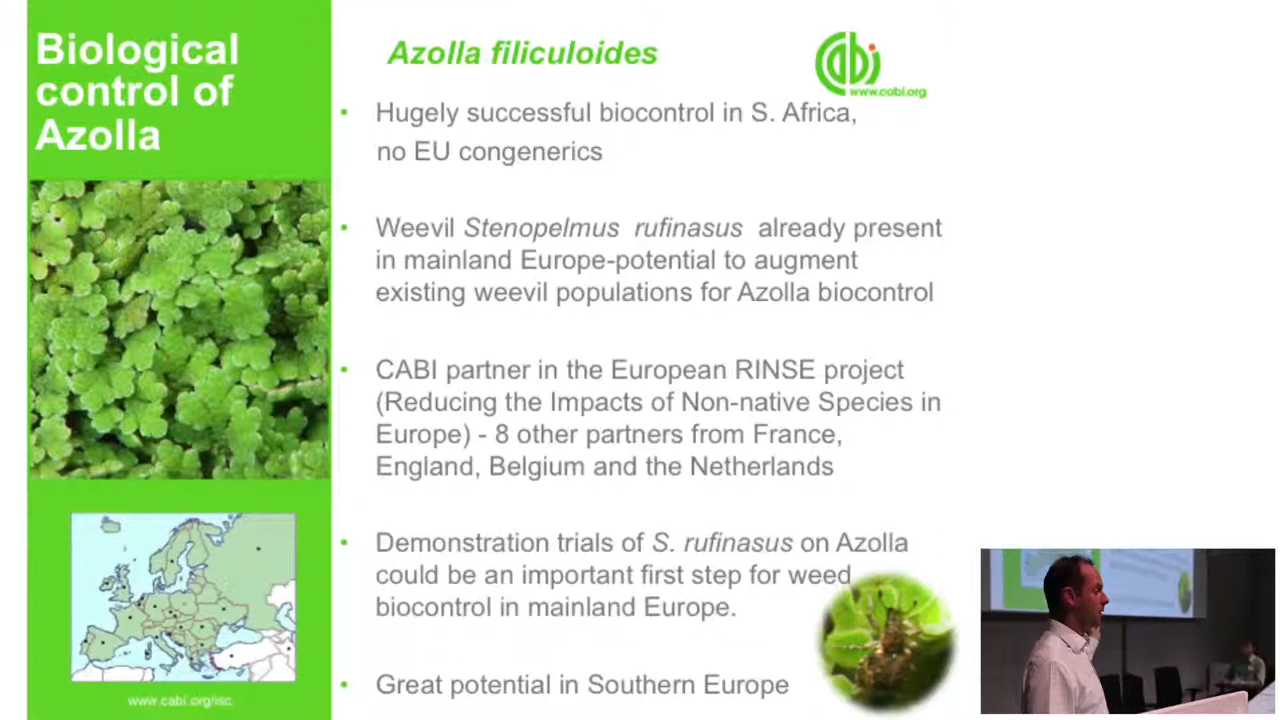 Biological
control of
Azolla
Azolla filiculoides
cabi
www.cabi.org
• Hugely successful biocontrol in S. Africa,
no EU congenerics
• Weevil Stenopelmus rufinasus already present
in mainland Europe-potential to augment
existing weevil populations for Azolla biocontrol
• CABI partner in the European RINSE project
(Reducing the Impacts of Non-native Species in
Europe) - 8 other partners from France,
England, Belgium and the Netherlands
• Demonstration trials of S. rufinasus on Azolla
could be an important first step for weed
biocontrol in mainland Europe.
• Great potential in Southern Europe
www.cabi.org/isc